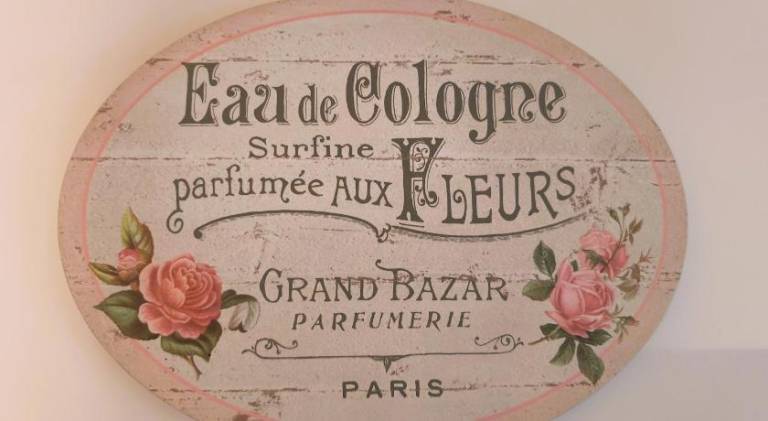 Eau de Cologne
Surfine
parfumée AUX FLEURS
GRAND BAZAR
PARFUMERIE
PARIS